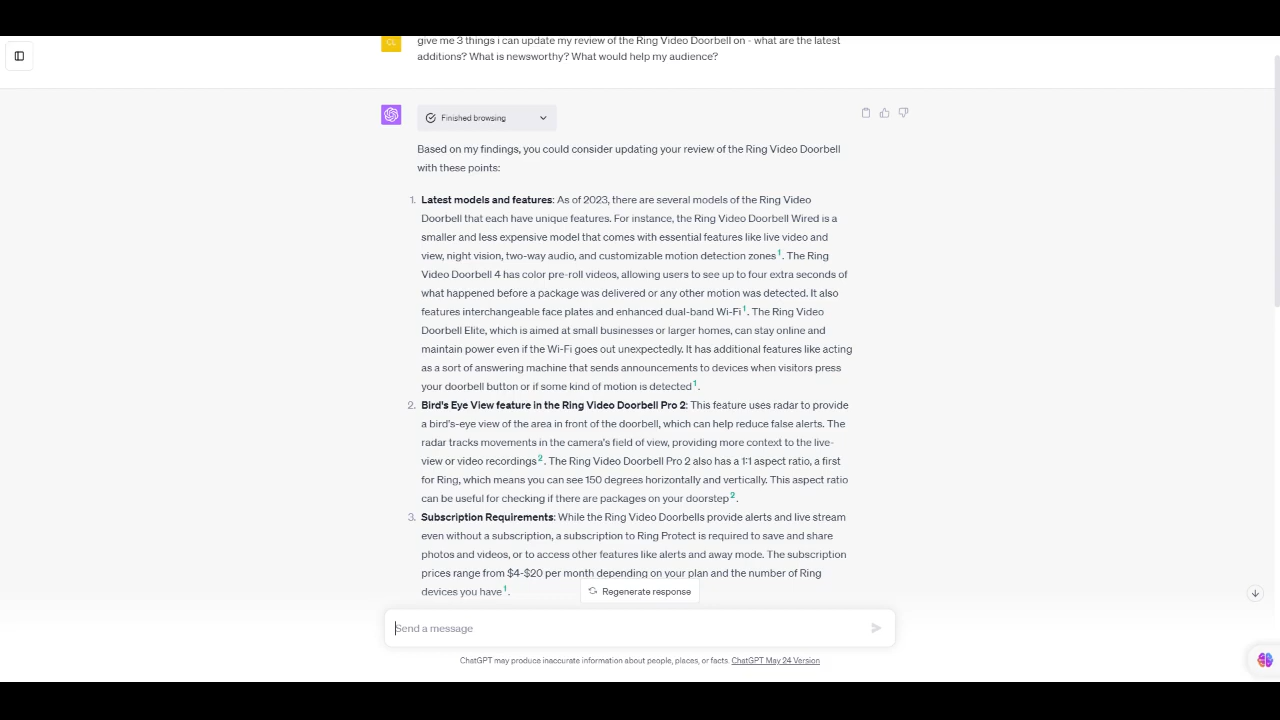 give me 3 things i can update my review of the Ring Video Doorbell on - what are the latest
additions? What is newsworthy? What would help my audience?
CL
Finished browsing
Based on my findings, you could consider updating your review of the Ring Video Doorbell
with these points:
1. Latest models and features: As of 2023, there are several models of the Ring Video
Doorbell that each have unique features. For instance, the Ring Video Doorbell Wired is a
smaller and less expensive model that comes with essential features like live video and
view, night vision, two-way audio, and customizable motion detection zones 1. The Ring
Video Doorbell 4 has color pre-roll videos, allowing users to see up to four extra seconds of
what happened before a package was delivered or any other motion was detected. It also
features interchangeable face plates and enhanced dual-band Wi-Fi 1. The Ring Video
Doorbell Elite, which is aimed at small businesses or larger homes, can stay online and
maintain power even if the Wi-Fi goes out unexpectedly. It has additional features like acting
as a sort of answering machine that sends announcements to devices when visitors press
your doorbell button or if some kind of motion is detected 1.
2. Bird's Eye View feature in the Ring Video Doorbell Pro 2: This feature uses radar to provide
a bird's-eye view of the area in front of the doorbell, which can help reduce false alerts. The
radar tracks movements in the camera's field of view, providing more context to the live-
view or video recordings 2. The Ring Video Doorbell Pro 2 also has a 1:1 aspect ratio, a first
for Ring, which means you can see 150 degrees horizontally and vertically. This aspect ratio
can be useful for checking if there are packages on your doorstep 2.
3. Subscription Requirements: While the Ring Video Doorbells provide alerts and live stream
even without a subscription, a subscription to Ring Protect is required to save and share
photos and videos, or to access other features like alerts and away mode. The subscription
prices range from $4-$20 per month depending on your plan and the number of Ring
devices you have 1.
Regenerate response
Send a message
ChatGPT may produce inaccurate information about people, places, or facts. ChatGPT May 24 Version